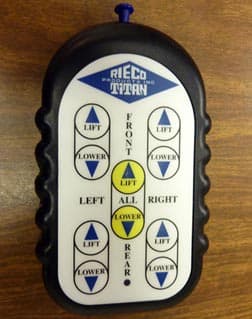 RIECO
PRODUCTS INC
TITAN
FRONT
LIFT
LIFT
LOWER
LOWER
LIFT
LEFT ALL RIGHT
LOWER
LIFT
LIFT
LOWER
LOWER
REAR